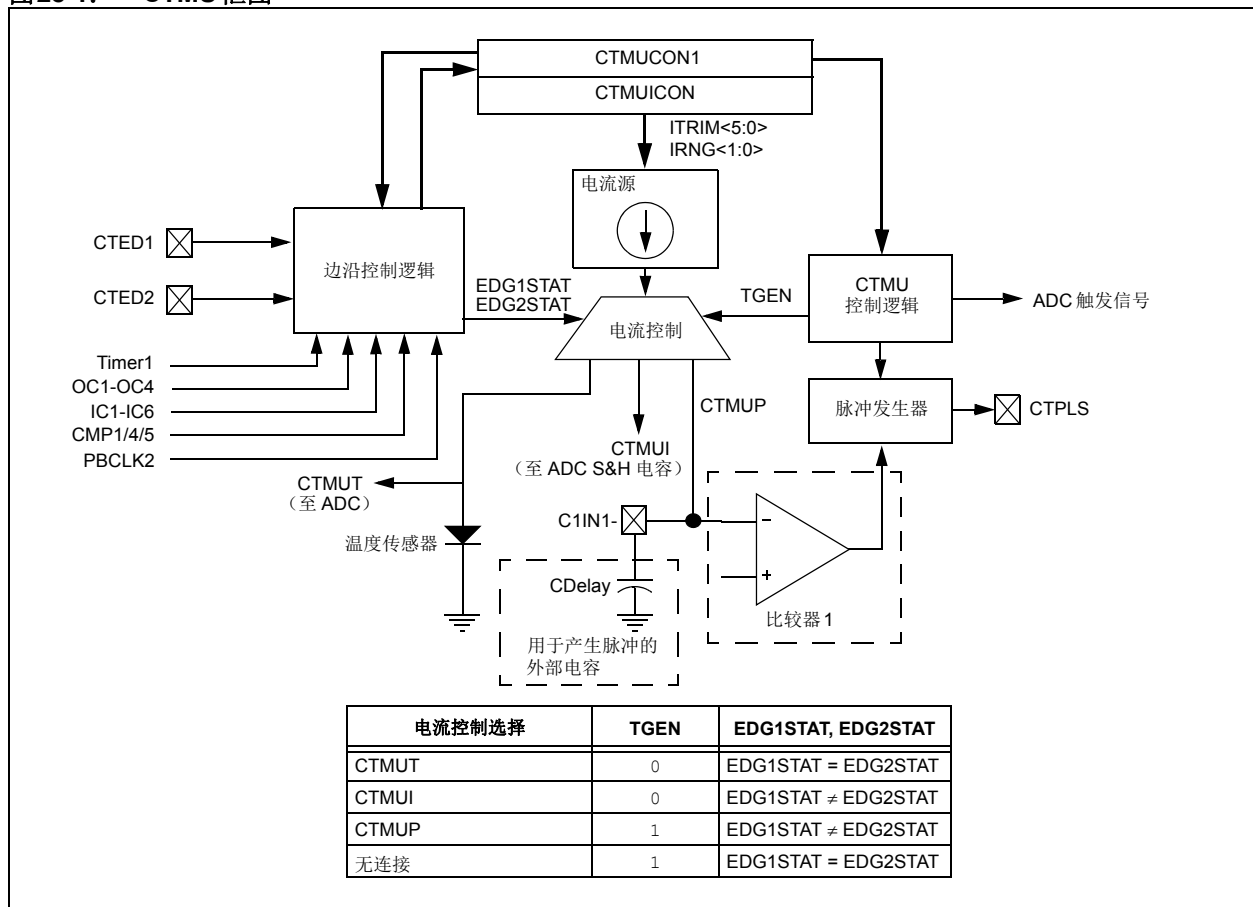 CTMUCON1
CTMUICON
ITRIM<5:0>
IRNG<1:0>
电流源
CTED1
CTED2
边沿控制逻辑
EDG1STAT
EDG2STAT
电流控制
TGEN
CTMU
控制逻辑
ADC 触发信号
Timer1
OC1-OC4
IC1-IC6
CMP1/4/5
PBCLK2
CTMUP
脉冲发生器
CTPLS
CTMUI
（至 ADC S&H 电容）
CTMUT
（至 ADC）
C1IN1-
温度传感器
CDelay
用于产生脉冲的
外部电容
−
+
比较器 1
电流控制选择 TGEN EDG1STAT, EDG2STAT
CTMUT 0 EDG1STAT = EDG2STAT
CTMUI 0 EDG1STAT ≠ EDG2STAT
CTMUP 1 EDG1STAT ≠ EDG2STAT
无连接 1 EDG1STAT = EDG2STAT